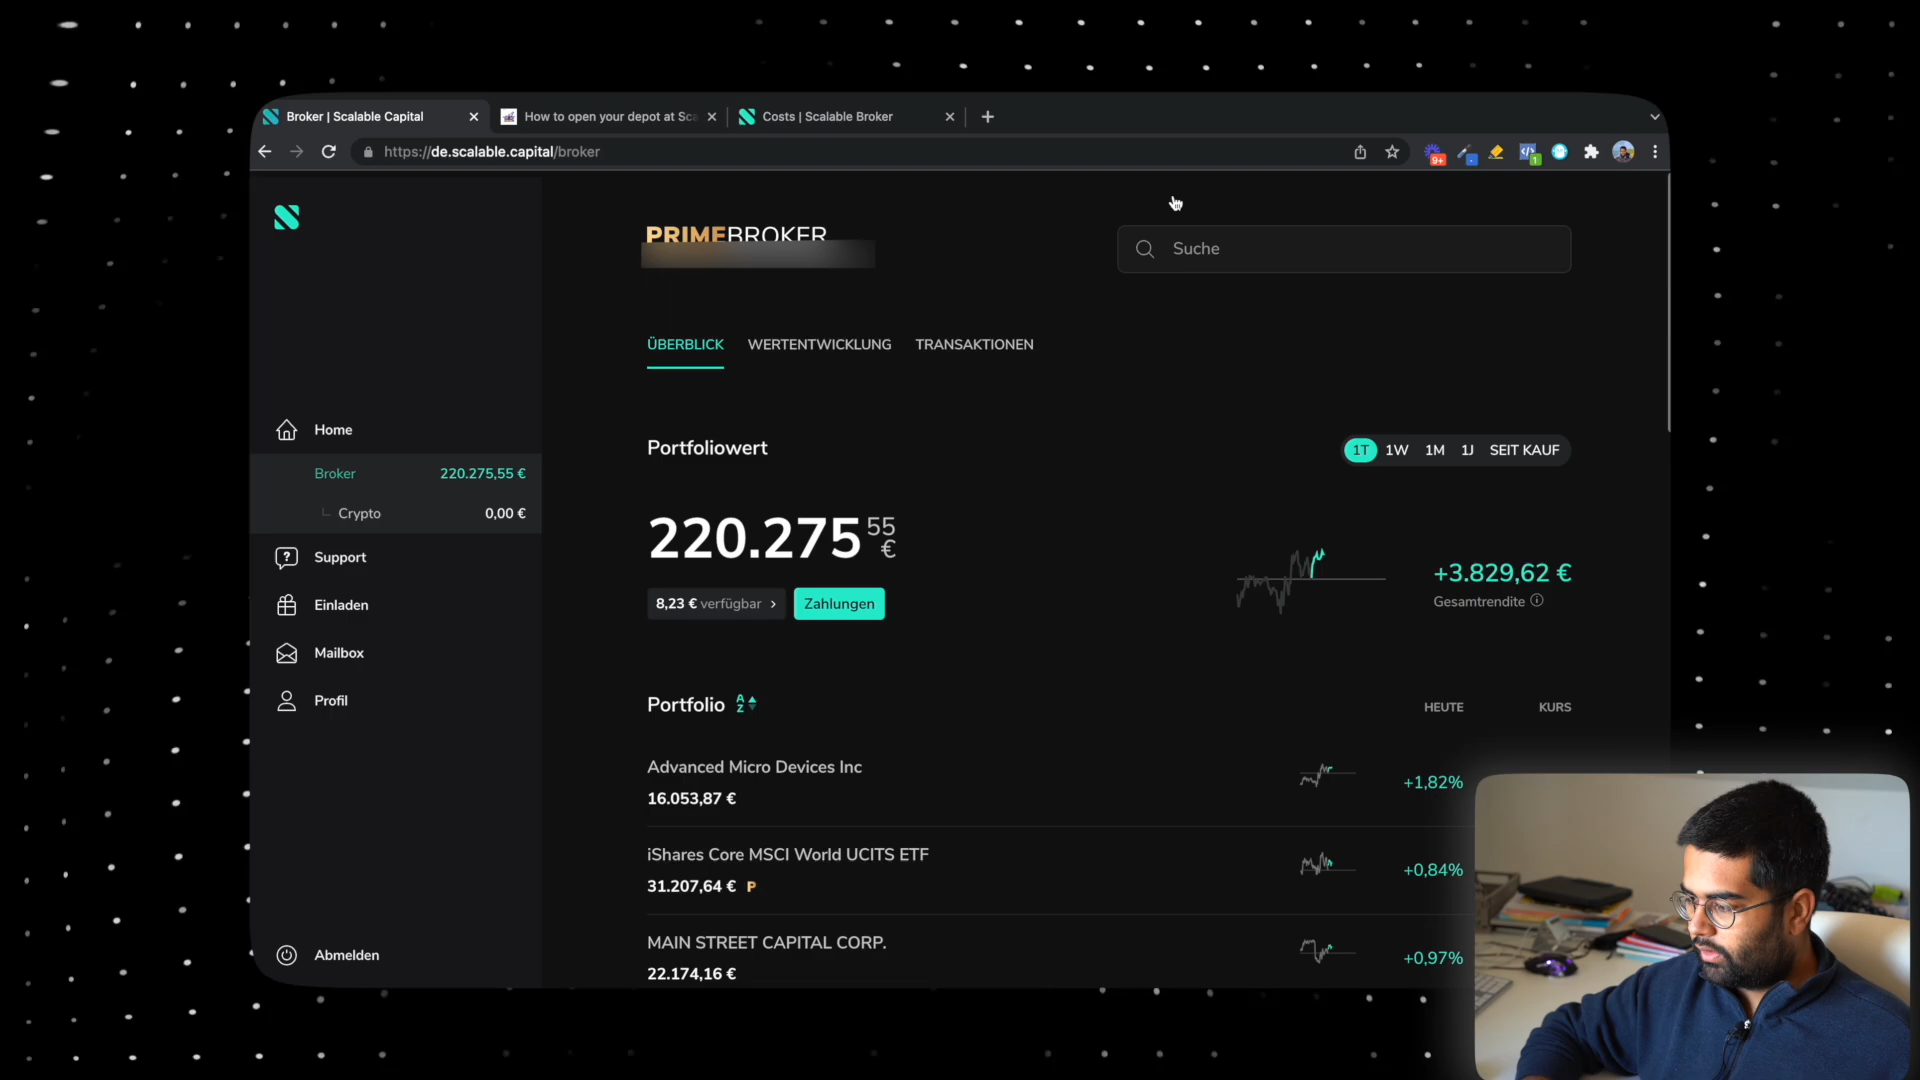 Broker | Scalable Capital
How to open your depot at Sca
Costs | Scalable Broker
https://de.scalable.capital/broker
9+
1
PRIMEBROKER
Suche
ÜBERBLICK WERTENTWICKLUNG TRANSAKTIONEN
Home
Broker 220.275,55 €
Crypto 0,00 €
Support
Einladen
Mailbox
Profil
Abmelden
Portfoliowert
1T 1W 1M 1J SEIT KAUF
220.275 55 €
+3.829,62 €
Gesamtrendite
8,23 € verfügbar
Zahlungen
Portfolio A Z
HEUTE KURS
Advanced Micro Devices Inc
16.053,87 €
+1,82%
iShares Core MSCI World UCITS ETF
31.207,64 € P
+0,84%
MAIN STREET CAPITAL CORP.
22.174,16 €
+0,97%